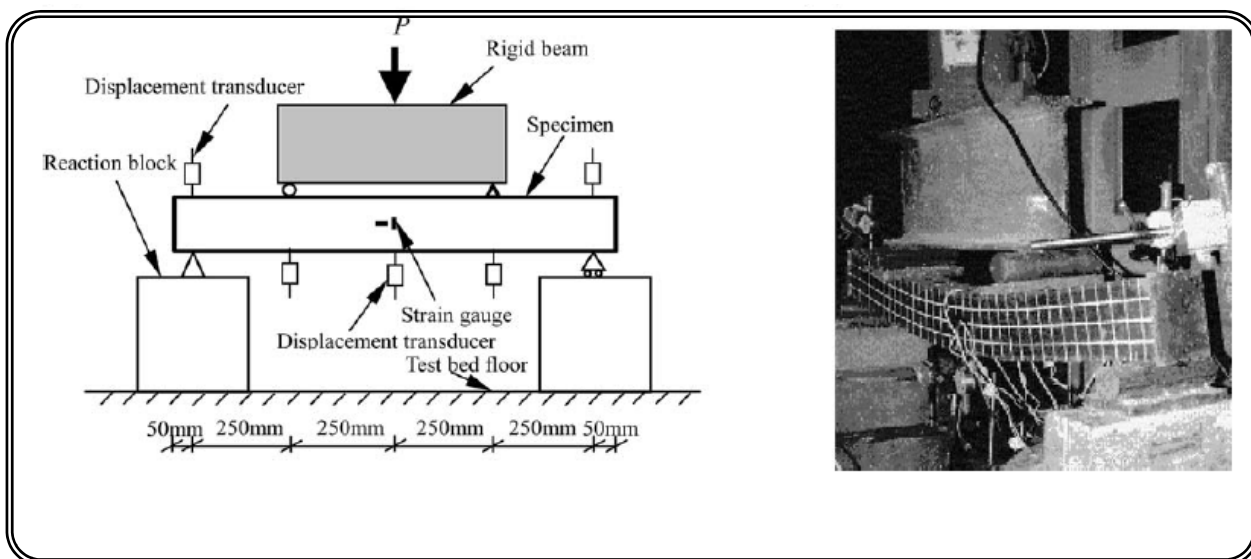 P
Rigid beam
Displacement transducer
Specimen
Reaction block
Strain gauge
Displacement transducer
Test bed floor
50mm 250mm 250mm 250mm 250mm 50mm